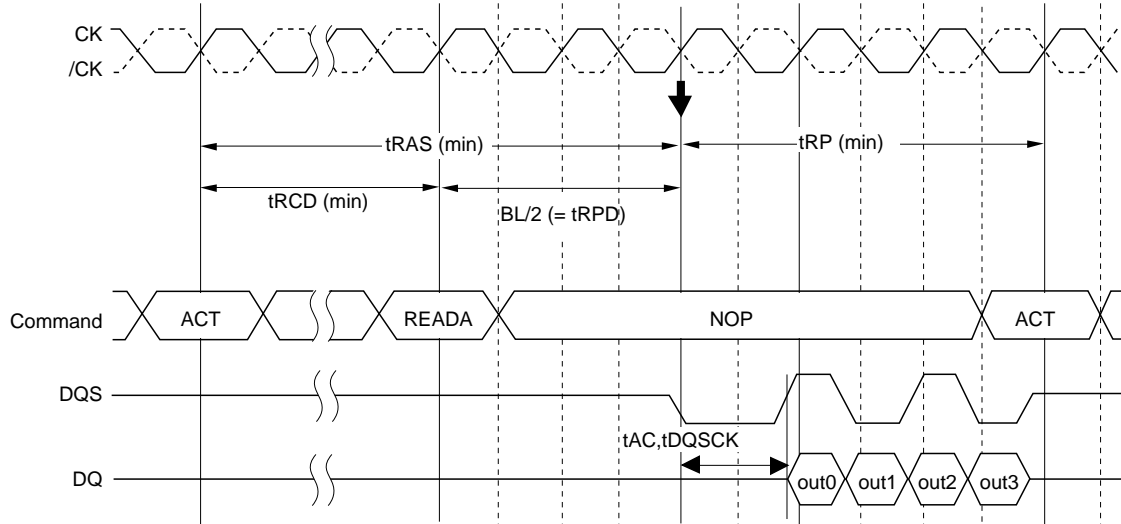 CK
/CK
tRAS (min)
tRP (min)
tRCD (min)
BL/2 (= tRPD)
Command
ACT
READA
NOP
ACT
DQS
tAC,tDQSCK
DQ
out0
out1
out2
out3